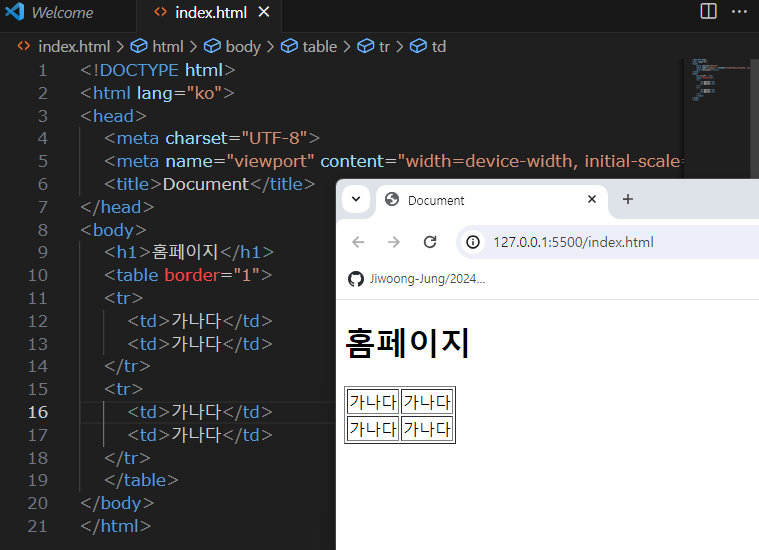 Welcome
index.html
index.html > html > body > table > tr > td
1 <!DOCTYPE html>
2 <html lang="ko">
3 <head>
4 <meta charset="UTF-8">
5 <meta name="viewport" content="width=device-width, initial-scale=
6 <title>Document</title>
7 </head>
8 <body>
9 <h1>홈페이지</h1>
10 <table border="1">
11 <tr>
12 <td>가나다</td>
13 <td>가나다</td>
14 </tr>
15 <tr>
16 <td>가나다</td>
17 <td>가나다</td>
18 </tr>
19 </table>
20 </body>
21 </html>
Document
127.0.0.1:5500/index.html
Jiwoong-Jung/2024...
홈페이지
가나다 가나다
가나다 가나다